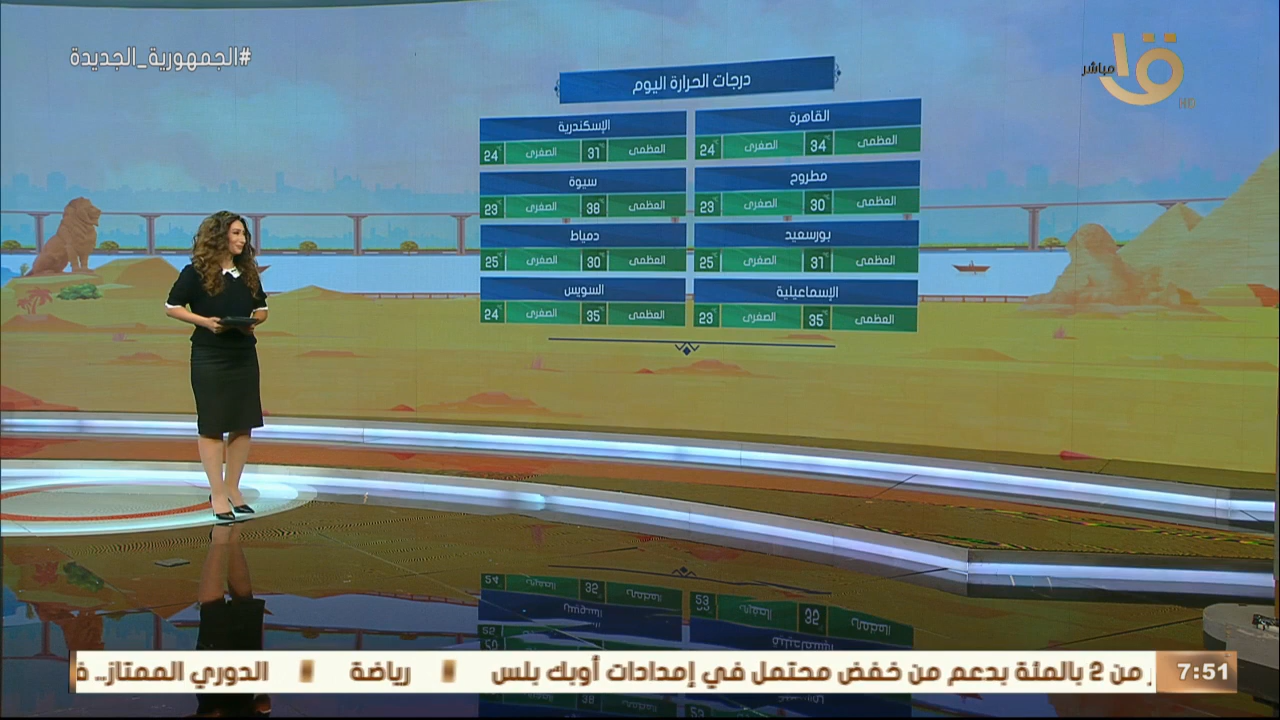 #الجمهورية_الجديدة
مباشر
HD
درجات الحرارة اليوم
القاهرة
العظمى 34 الصغرى 24
الإسكندرية
العظمى 31 الصغرى 24
مطروح
العظمى 30 الصغرى 23
سيوة
العظمى 38 الصغرى 23
بورسعيد
العظمى 31 الصغرى 25
دمياط
العظمى 30 الصغرى 25
الإسماعيلية
العظمى 35 الصغرى 23
السويس
العظمى 35 الصغرى 24
7:51 من 2 بالمئة بدعم من خفض محتمل في إمدادات أوبك بلس رياضة الدوري الممتاز..